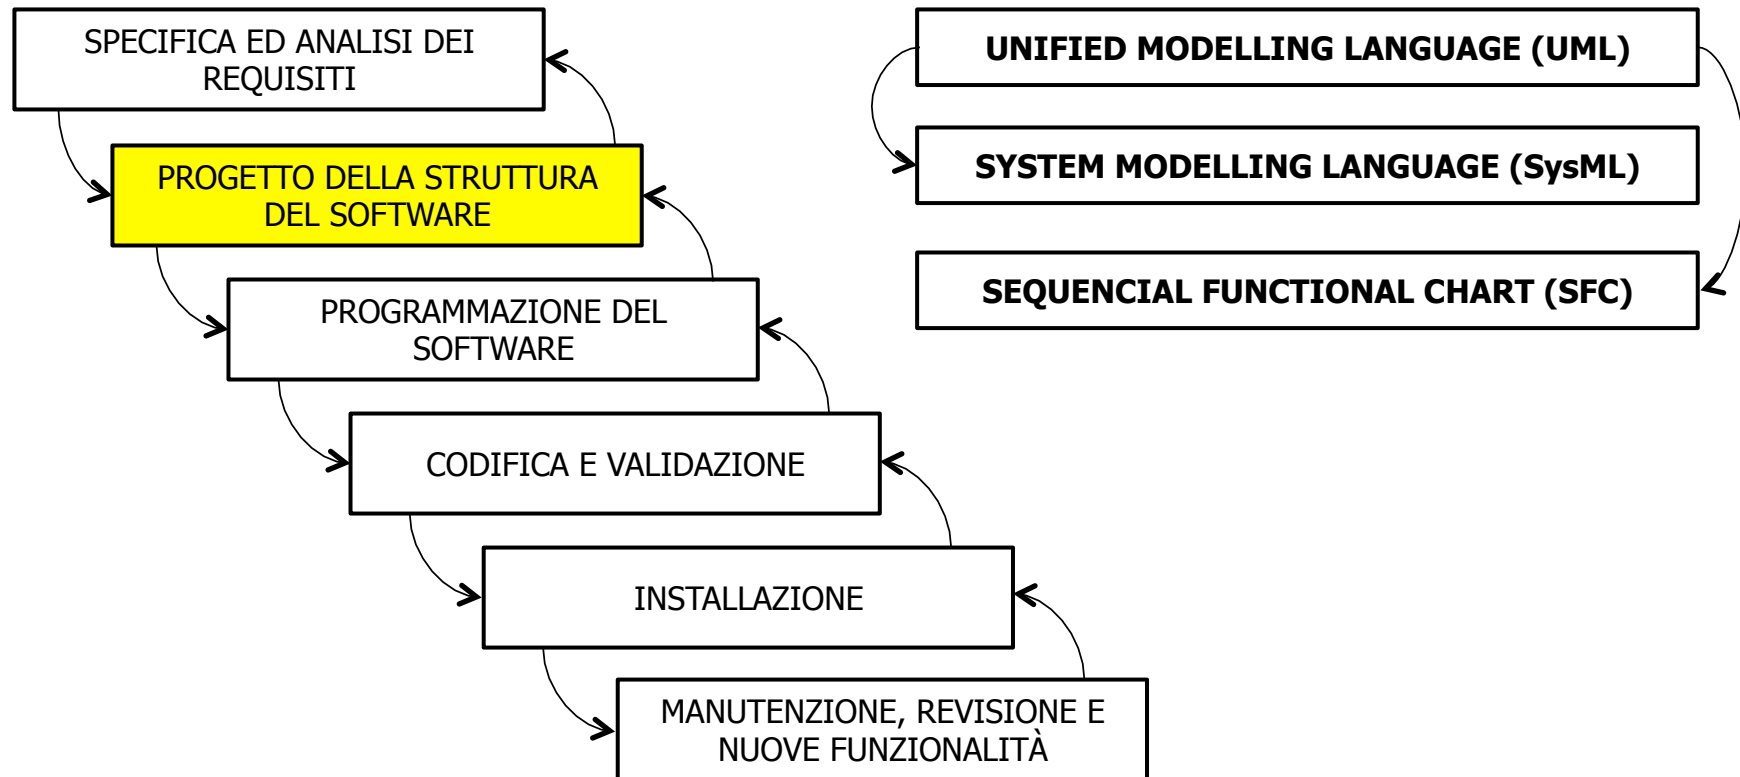 SPECIFICA ED ANALISI DEI
REQUISITI
PROGETTO DELLA STRUTTURA
DEL SOFTWARE
PROGRAMMAZIONE DEL
SOFTWARE
CODIFICA E VALIDAZIONE
INSTALLAZIONE
MANUTENZIONE, REVISIONE E
NUOVE FUNZIONALITÀ
UNIFIED MODELLING LANGUAGE (UML)
SYSTEM MODELLING LANGUAGE (SysML)
SEQUENCIAL FUNCTIONAL CHART (SFC)